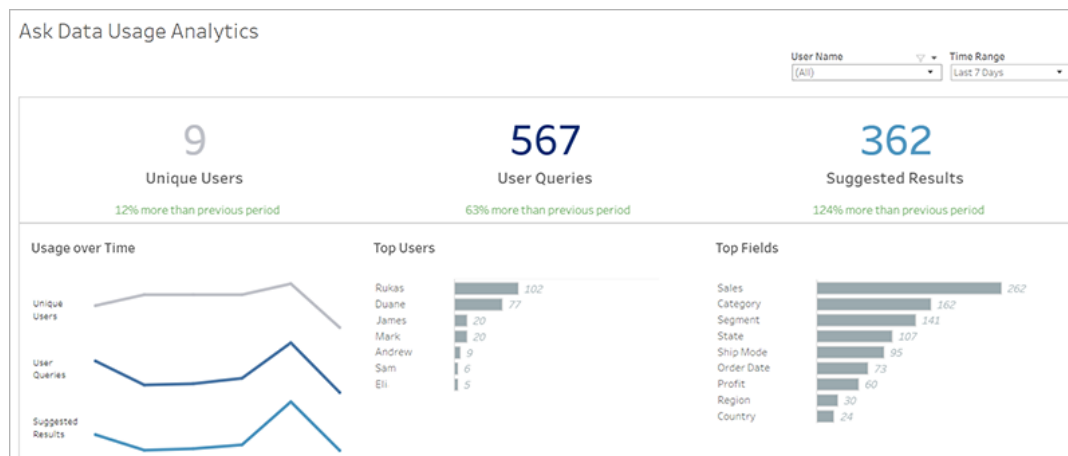 Ask Data Usage Analytics
User Name
Time Range
(All)
Last 7 Days
9
567
362
Unique Users
User Queries
Suggested Results
12% more than previous period
63% more than previous period
124% more than previous period
Usage over Time
Unique
Users
User
Queries
Suggested
Results
Top Users
Rukas 102
Duane 77
James 20
Mark 20
Andrew 9
Sam 6
Eli 5
Top Fields
Sales 262
Category 162
Segment 141
State 107
Ship Mode 95
Order Date 73
Profit 60
Region 30
Country 24